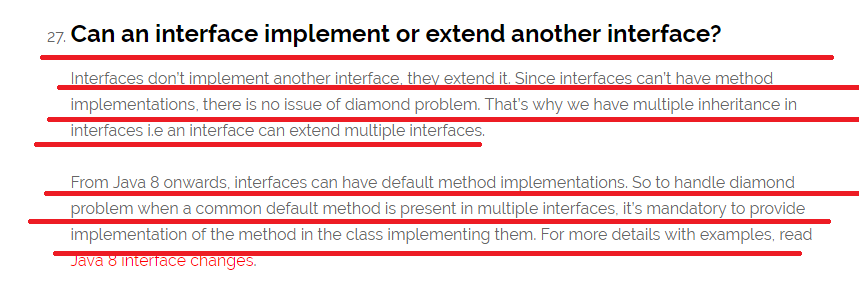 27. Can an interface implement or extend another interface?
Interfaces don't implement another interface, they extend it. Since interfaces can't have method
implementations, there is no issue of diamond problem. That's why we have multiple inheritance in
interfaces i.e an interface can extend multiple interfaces.
From Java 8 onwards, interfaces can have default method implementations. So to handle diamond
problem when a common default method is present in multiple interfaces, it's mandatory to provide
implementation of the method in the class implementing them. For more details with examples, read
Java 8 interface changes.